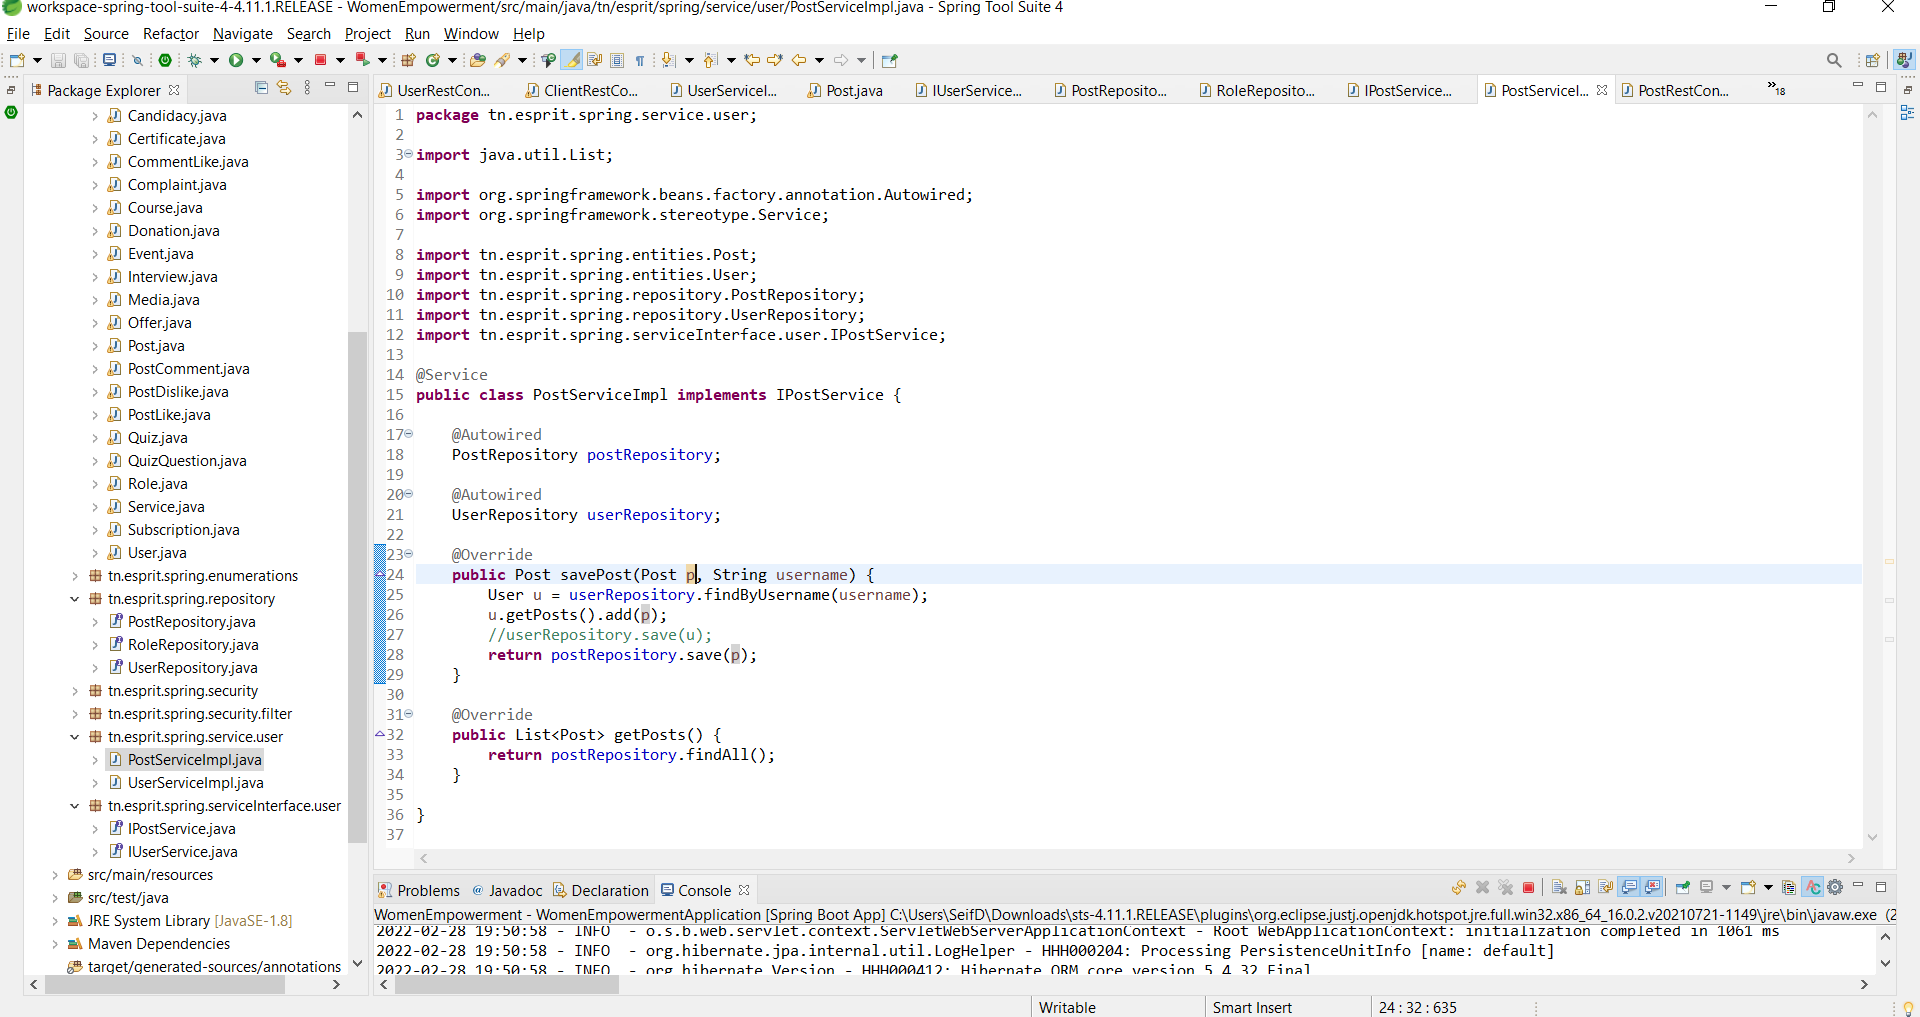 workspace-spring-tool-suite-4-4.11.1.RELEASE - WomenEmpowerment/src/main/java/tn/esprit/spring/service/user/PostServiceImpl.java - Spring Tool Suite 4
File Edit Source Refactor Navigate Search Project Run Window Help
Package Explorer
Candidacy.java
Certificate.java
CommentLike.java
Complaint.java
Course.java
Donation.java
Event.java
Interview.java
Media.java
Offer.java
Post.java
PostComment.java
PostDislike.java
PostLike.java
Quiz.java
QuizQuestion.java
Role.java
Service.java
Subscription.java
User.java
tn.esprit.spring.enumerations
tn.esprit.spring.repository
PostRepository.java
RoleRepository.java
UserRepository.java
tn.esprit.spring.security
tn.esprit.spring.security.filter
tn.esprit.spring.service.user
PostServiceImpl.java
UserServiceImpl.java
tn.esprit.spring.serviceInterface.user
IPostService.java
IUserService.java
src/main/resources
src/test/java
JRE System Library [JavaSE-1.8]
Maven Dependencies
target/generated-sources/annotations
UserRestCon... ClientRestCo... UserServiceI... Post.java IUserService... PostReposito... RoleReposito... IPostService... PostServiceI... PostRestCon... »18
1 package tn.esprit.spring.service.user;
2
3 import java.util.List;
4
5 import org.springframework.beans.factory.annotation.Autowired;
6 import org.springframework.stereotype.Service;
7
8 import tn.esprit.spring.entities.Post;
9 import tn.esprit.spring.entities.User;
10 import tn.esprit.spring.repository.PostRepository;
11 import tn.esprit.spring.repository.UserRepository;
12 import tn.esprit.spring.serviceInterface.user.IPostService;
13
14 @Service
15 public class PostServiceImpl implements IPostService {
16
17 @Autowired
18 PostRepository postRepository;
19
20 @Autowired
21 UserRepository userRepository;
22
23 @Override
24 public Post savePost(Post p, String username) {
25 User u = userRepository.findByUsername(username);
26 u.getPosts().add(p);
27 //userRepository.save(u);
28 return postRepository.save(p);
29 }
30
31 @Override
32 public List<Post> getPosts() {
33 return postRepository.findAll();
34 }
35
36 }
37
Problems @ Javadoc Declaration Console
WomenEmpowerment - WomenEmpowermentApplication [Spring Boot App] C:\Users\SeifD\Downloads\sts-4.11.1.RELEASE\plugins\org.eclipse.justj.openjdk.hotspot.jre.full.win32.x86_64_16.0.2.v20210721-1149\jre\bin\javaw.exe (2
2022-02-28 19:50:58 - INFO - o.s.b.web.servlet.context.ServletWebServerApplicationContext - Root WebApplicationContext: initialization completed in 1061 ms
2022-02-28 19:50:58 - INFO - org.hibernate.jpa.internal.util.LogHelper - HHH000204: Processing PersistenceUnitInfo [name: default]
2022-02-28 19:50:58 - INFO - org.hibernate.Version - HHH000412: Hibernate ORM core version 5.4.32.Final
Writable Smart Insert 24 : 32 : 635